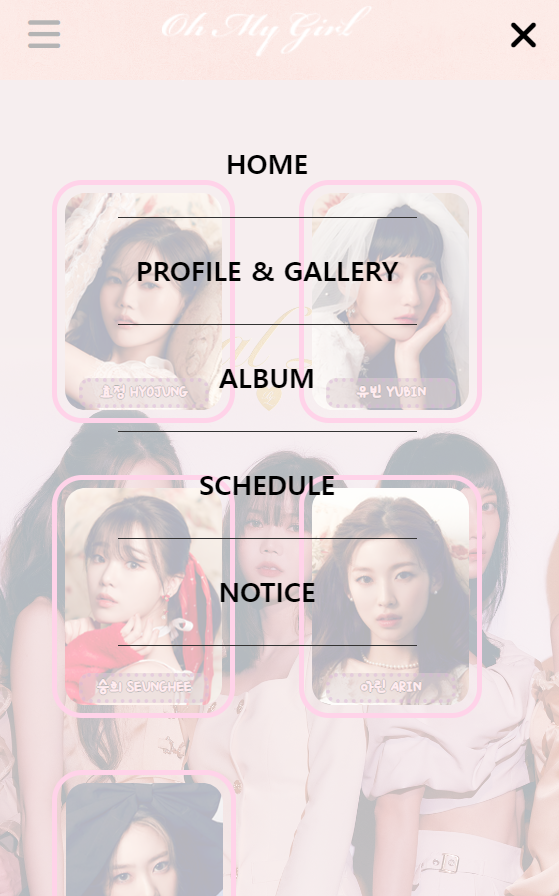 Oh My Girl
HOME
PROFILE & GALLERY
ALBUM
효정 HYOJUNG
유빈 YUBIN
SCHEDULE
NOTICE
승희 SEUNGHEE
아린 ARIN